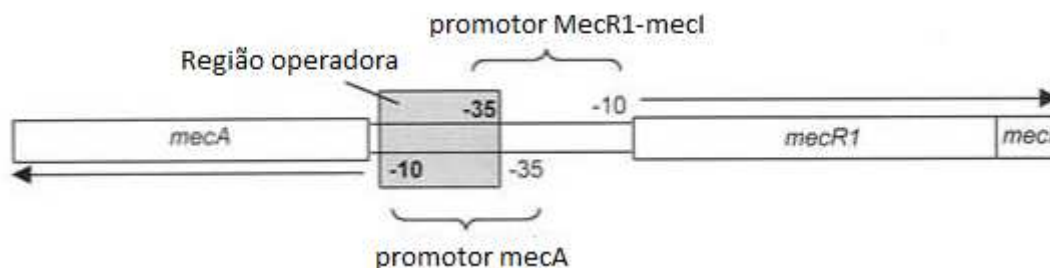 promotor MecR1-mecI
Região operadora
-35
-10
mecA
mecR1
-10
-35
promotor mecA